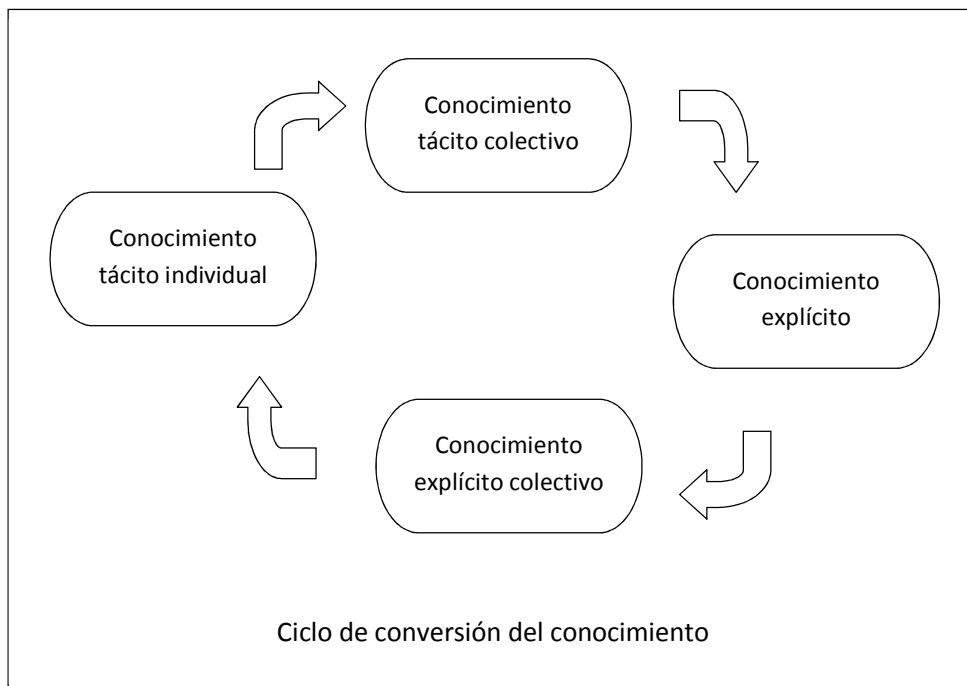 Conocimiento
tácito colectivo
Conocimiento
tácito individual
Conocimiento
explícito
Conocimiento
explícito colectivo
Ciclo de conversión del conocimiento